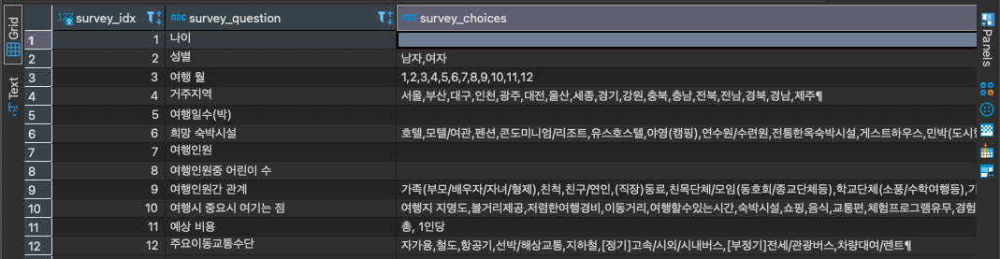 Grid
Text
123 survey_idx ABC survey_question ABC survey_choices
1 1 나이
2 2 성별 남자,여자
3 3 여행 월 1,2,3,4,5,6,7,8,9,10,11,12
4 4 거주지역 서울,부산,대구,인천,광주,대전,울산,세종,경기,강원,충북,충남,전북,전남,경북,경남,제주¶
5 5 여행일수(박)
6 6 희망 숙박시설 호텔,모텔/여관,펜션,콘도미니엄/리조트,유스호스텔,야영(캠핑),연수원/수련원,전통한옥숙박시설,게스트하우스,민박(도시형
7 7 여행인원
8 8 여행인원중 어린이 수
9 9 여행인원간 관계 가족(부모/배우자/자녀/형제),친척,친구/연인,(직장)동료,친목단체/모임(동호회/종교단체등),학교단체(소풍/수학여행등),기
10 10 여행시 중요시 여기는 점 여행지 지명도,볼거리제공,저렴한여행경비,이동거리,여행할수있는시간,숙박시설,쇼핑,음식,교통편,체험프로그램유무,경험
11 11 예상 비용 총, 1인당
12 12 주요이동교통수단 자가용,철도,항공기,선박/해상교통,지하철,[정기]고속/시외/시내버스,[부정기]전세/관광버스,차량대여/렌트¶
Panels